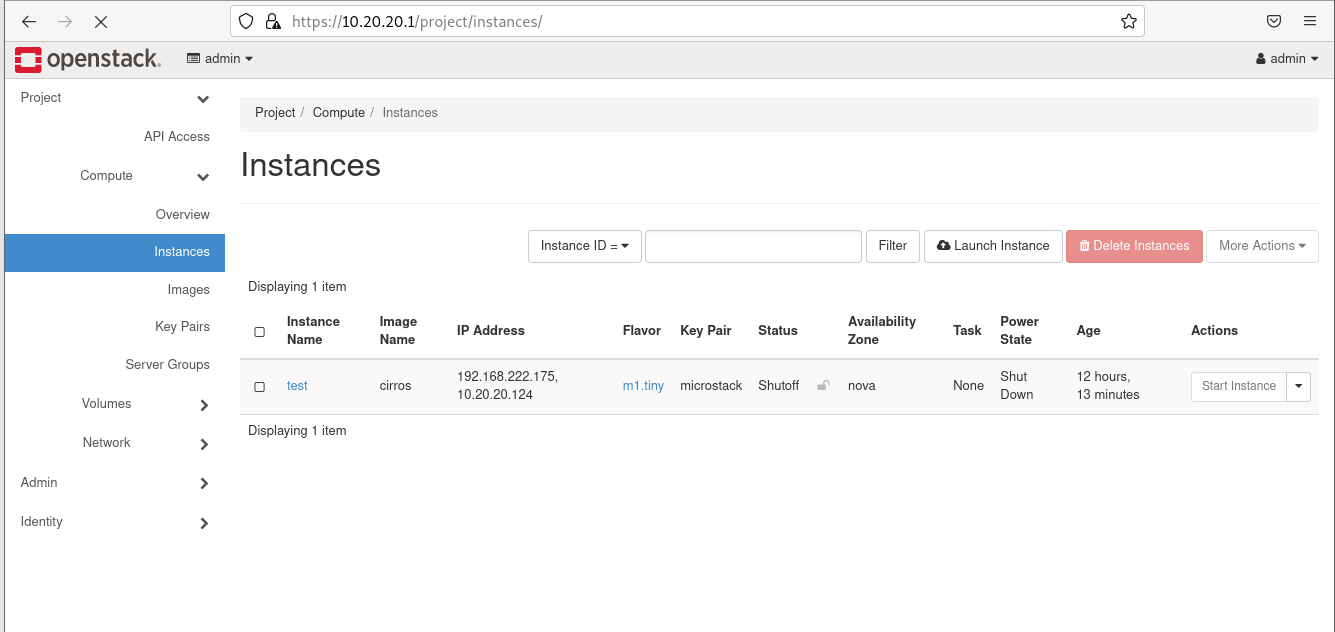 https://10.20.20.1/project/instances/
openstack.
admin
admin
Project
API Access
Compute
Overview
Instances
Images
Key Pairs
Server Groups
Volumes
Network
Admin
Identity
Project / Compute / Instances
Instances
Instance ID = Filter Launch Instance Delete Instances More Actions
Displaying 1 item
Instance Name Image Name IP Address Flavor Key Pair Status Availability Zone Task Power State Age Actions
test cirros 192.168.222.175, 10.20.20.124 m1.tiny microstack Shutoff nova None Shut Down 12 hours, 13 minutes Start Instance
Displaying 1 item